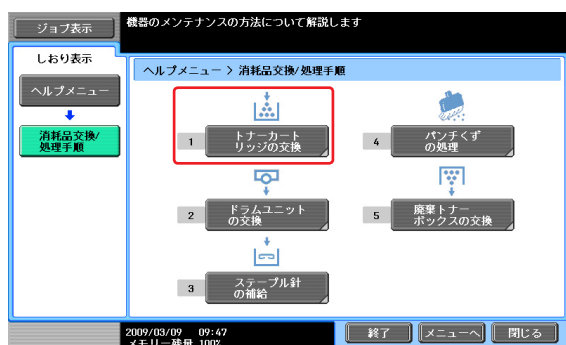 ジョブ表示
機器のメンテナンスの方法について解説します
しおり表示
ヘルプメニュー > 消耗品交換/処理手順
ヘルプメニュー
消耗品交換/
処理手順
1
トナーカート
リッジの交換
4
パンチくず
の処理
2
ドラムユニット
の交換
5
廃棄トナー
ボックスの交換
3
ステープル針
の補給
2009/03/09 09:47
メモリー残量 100%
終了
メニューへ
閉じる